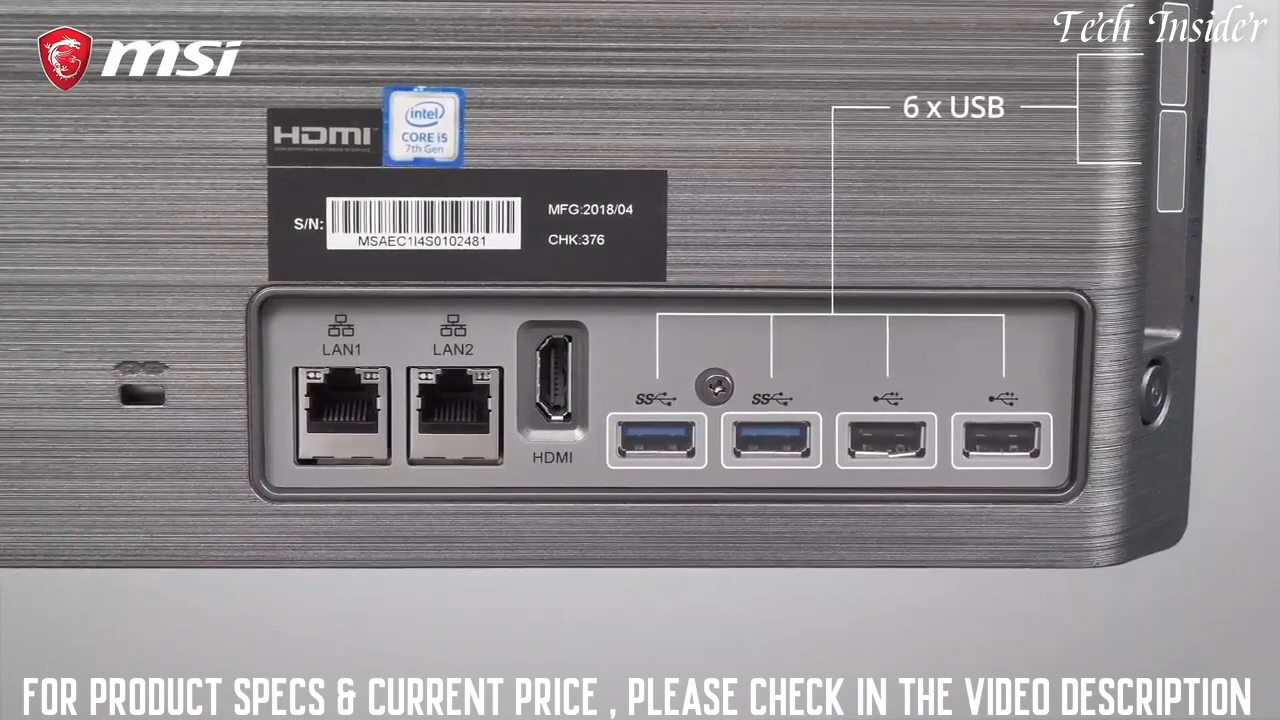 Tech Insider
msi
6 x USB
HDMI
intel
CORE i5
7th Gen
S/N:
MSAEC1I4S0102481
MFG:2018/04
CHK:376
LAN1
LAN2
HDMI
SS
SS
FOR PRODUCT SPECS & CURRENT PRICE , PLEASE CHECK IN THE VIDEO DESCRIPTION